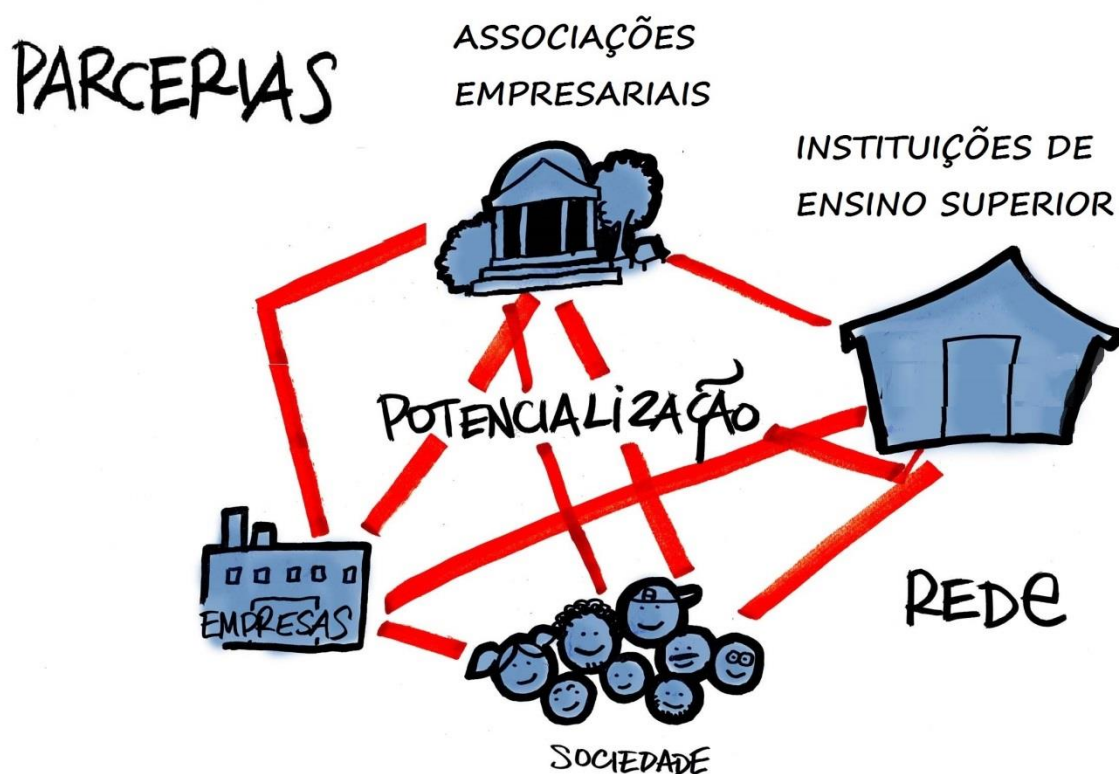 PARCERIAS
ASSOCIAÇÕES
EMPRESARIAIS
INSTITUIÇÕES DE
ENSINO SUPERIOR
POTENCIALIZAÇÃO
EMPRESAS
REDe
SOCIEDADE